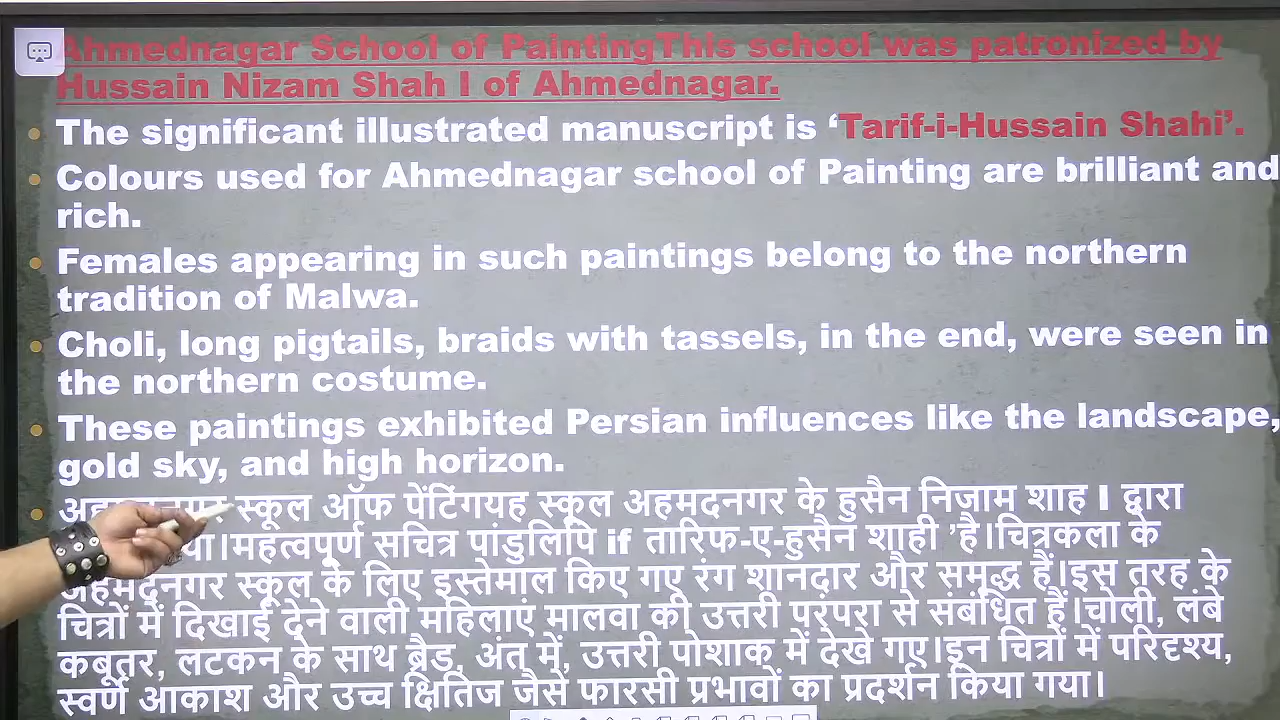 Ahmednagar School of PaintingThis school was patronized by
Hussain Nizam Shah I of Ahmednagar.
• The significant illustrated manuscript is ‘Tarif-i-Hussain Shahi’.
• Colours used for Ahmednagar school of Painting are brilliant and
rich.
• Females appearing in such paintings belong to the northern
tradition of Malwa.
• Choli, long pigtails, braids with tassels, in the end, were seen in
the northern costume.
• These paintings exhibited Persian influences like the landscape,
gold sky, and high horizon.
• स्कूल ऑफ पेंटिंगयह स्कूल अहमदनगर के हुसैन निजाम शाह I द्वारा
महत्वपूर्ण सचित्र पांडुलिपि if तारिफ-ए-हुसैन शाही ’है।चित्रकला के
अहमदनगर स्कूल के लिए इस्तेमाल किए गए रंग शानदार और समृद्ध हैं।इस तरह के
चित्रों में दिखाई देने वाली महिलाएं मालवा की उत्तरी परंपरा से संबंधित हैं।चोली, लंबे
कबूतर, लटकन के साथ ब्रैड, अंत में, उत्तरी पोशाक में देखे गए।इन चित्रों में परिदृश्य,
स्वर्ण आकाश और उच्च क्षितिज जैसे फारसी प्रभावों का प्रदर्शन किया गया।